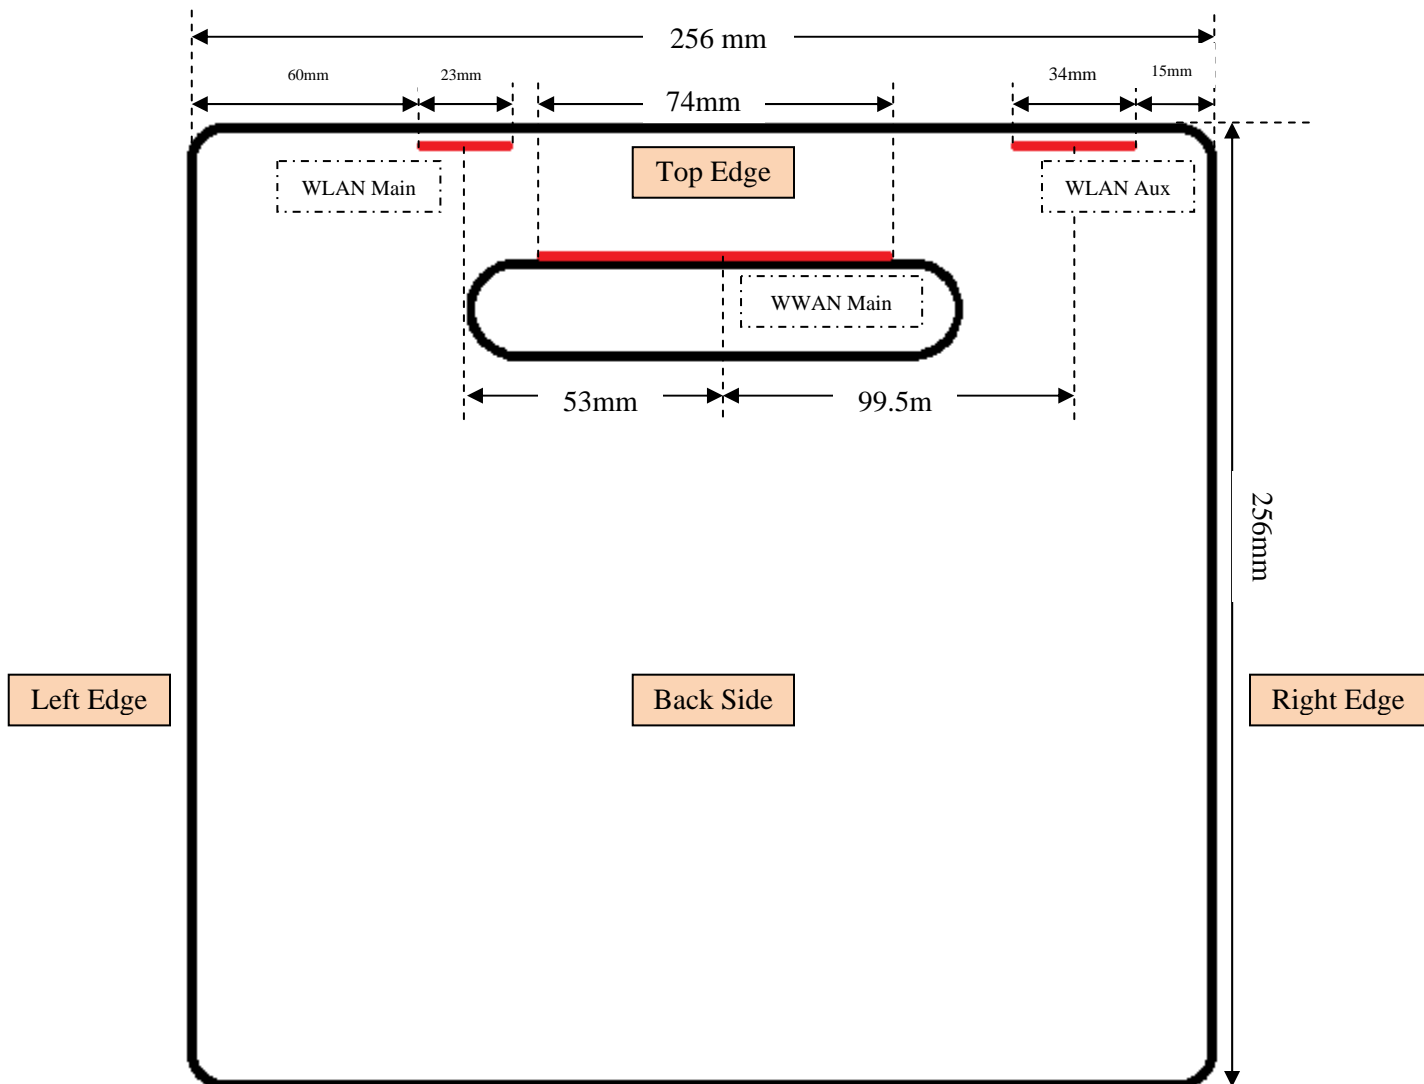 256 mm
60mm
23mm
74mm
34mm
15mm
WLAN Main
Top Edge
WLAN Aux
WWAN Main
53mm
99.5m
256mm
Left Edge
Back Side
Right Edge